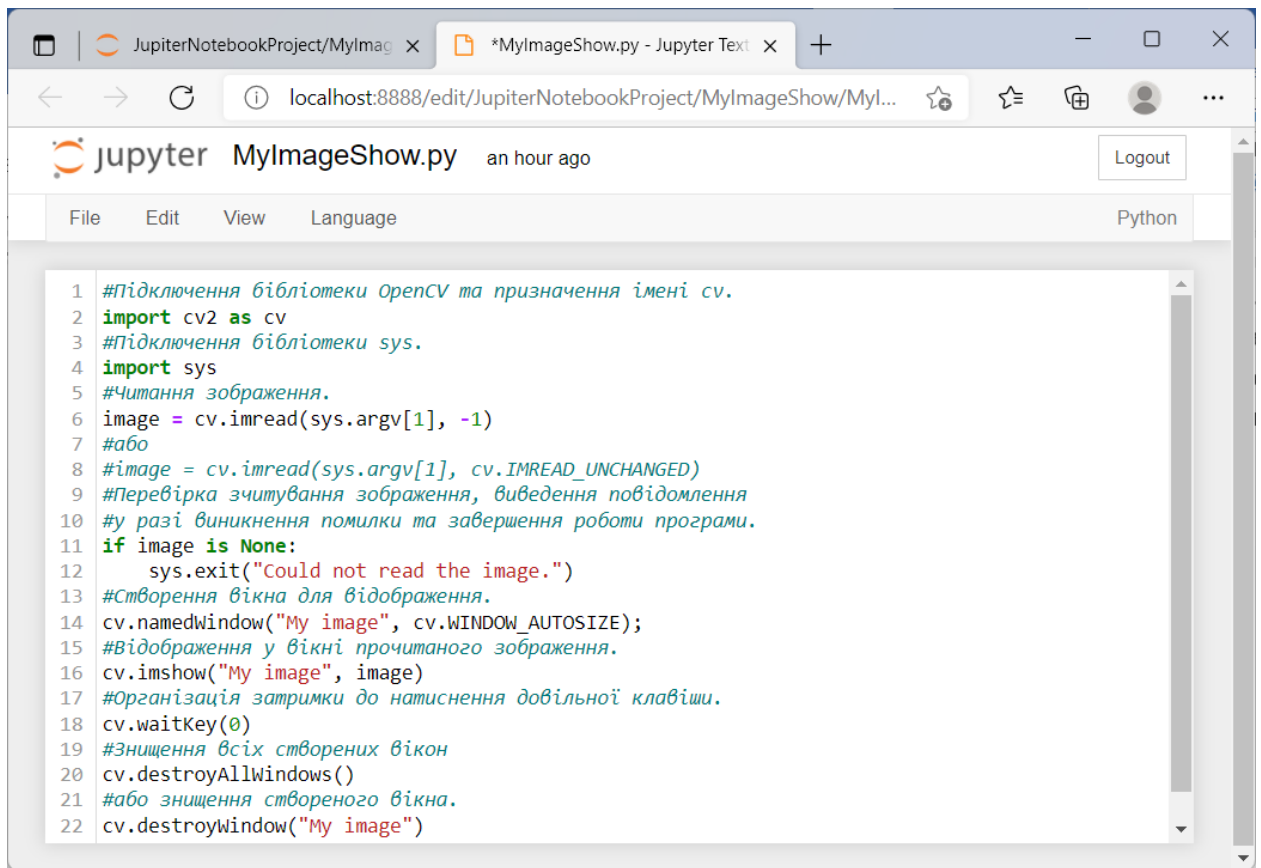 JupiterNotebookProject/MyImag
*MyImageShow.py - Jupyter Text
localhost:8888/edit/JupiterNotebookProject/MyImageShow/MyI...
jupyter MyImageShow.py an hour ago Logout
File Edit View Language Python
1 #Підключення бібліотеки OpenCV та призначення імені cv.
2 import cv2 as cv
3 #Підключення бібліотеки sys.
4 import sys
5 #Читання зображення.
6 image = cv.imread(sys.argv[1], -1)
7 #або
8 #image = cv.imread(sys.argv[1], cv.IMREAD_UNCHANGED)
9 #Перевірка зчитування зображення, виведення повідомлення
10 #у разі виникнення помилки та завершення роботи програми.
11 if image is None:
12     sys.exit("Could not read the image.")
13 #Створення вікна для відображення.
14 cv.namedWindow("My image", cv.WINDOW_AUTOSIZE);
15 #Відображення у вікні прочитаного зображення.
16 cv.imshow("My image", image)
17 #Організація затримки до натиснення довільної клавіши.
18 cv.waitKey(0)
19 #Знищення всіх створених вікон
20 cv.destroyAllWindows()
21 #або знищення створеного вікна.
22 cv.destroyWindow("My image")